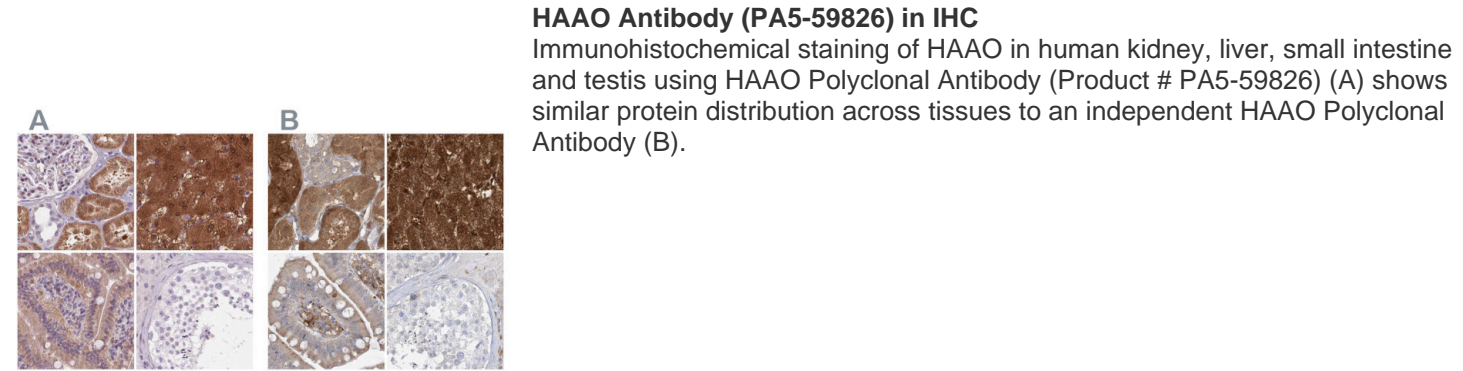 HAAO Antibody (PA5-59826) in IHC
Immunohistochemical staining of HAAO in human kidney, liver, small intestine
and testis using HAAO Polyclonal Antibody (Product # PA5-59826) (A) shows
similar protein distribution across tissues to an independent HAAO Polyclonal
Antibody (B).
A
B